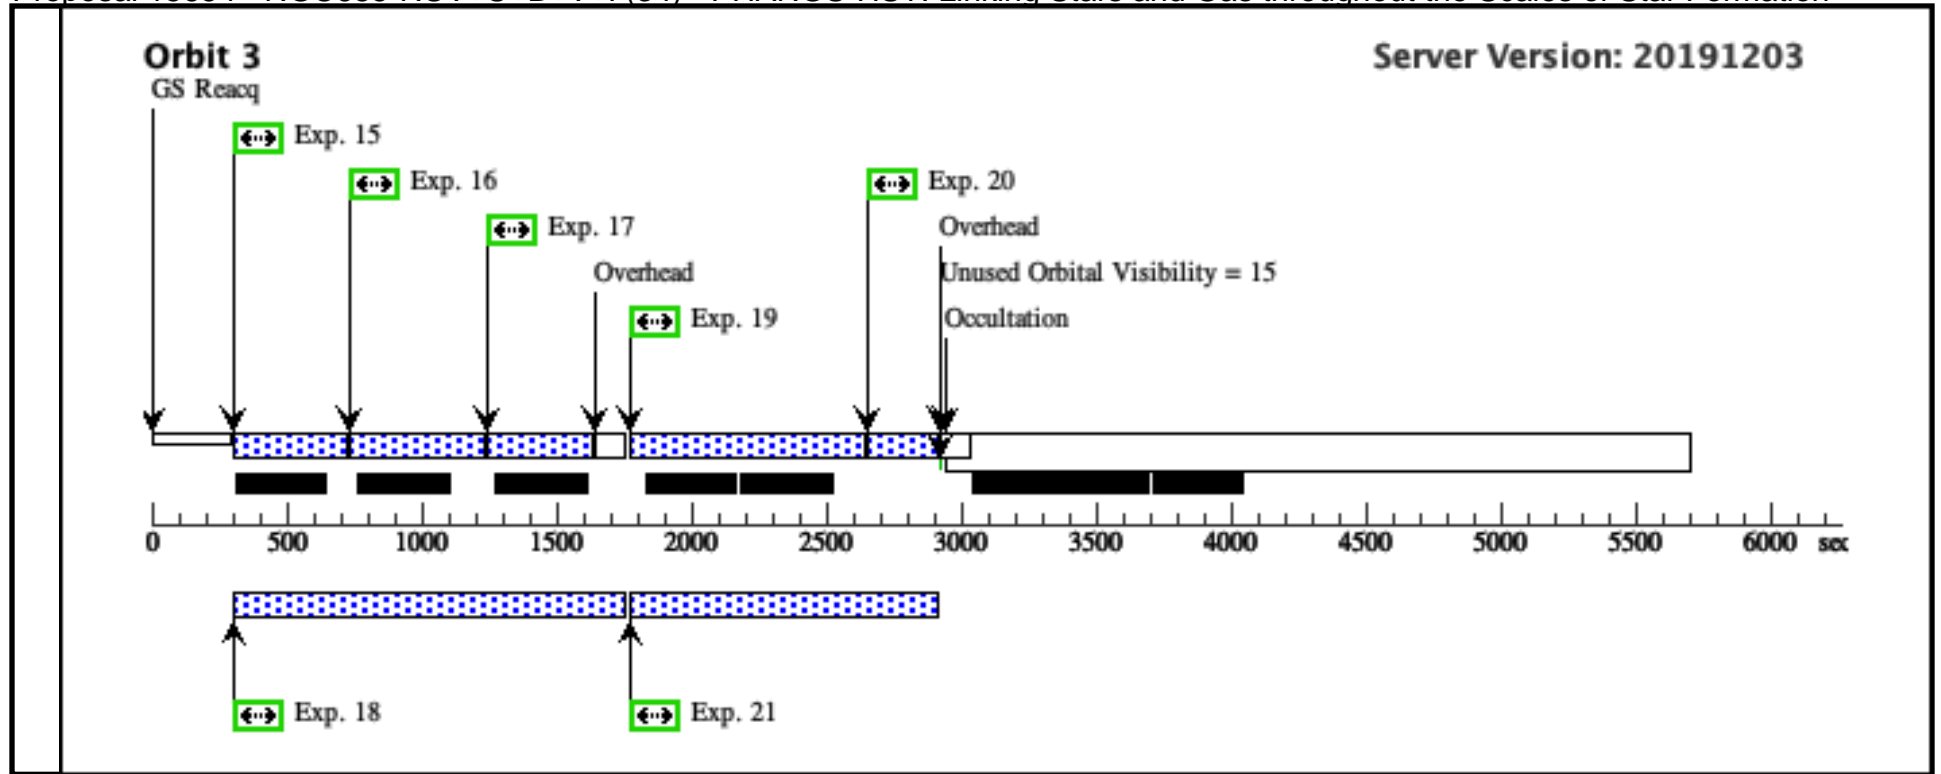 Orbit 3
Server Version: 20191203
GS Reacq
Exp. 15
Exp. 16
Exp. 20
Exp. 17
Overhead
Overhead
Unused Orbital Visibility = 15
Exp. 19
Occultation
0 500 1000 1500 2000 2500 3000 3500 4000 4500 5000 5500 6000 sec
Exp. 18
Exp. 21